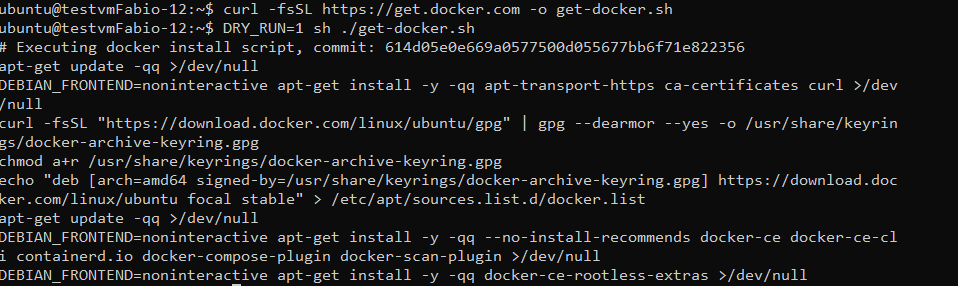 ubuntu@testvmFabio-12:~$ curl -fsSL https://get.docker.com -o get-docker.sh
ubuntu@testvmFabio-12:~$ DRY_RUN=1 sh ./get-docker.sh
# Executing docker install script, commit: 614d05e0e669a0577500d055677bb6f71e822356
apt-get update -qq >/dev/null
DEBIAN_FRONTEND=noninteractive apt-get install -y -qq apt-transport-https ca-certificates curl >/dev
/null
curl -fsSL "https://download.docker.com/linux/ubuntu/gpg" | gpg --dearmor --yes -o /usr/share/keyrin
gs/docker-archive-keyring.gpg
chmod a+r /usr/share/keyrings/docker-archive-keyring.gpg
echo "deb [arch=amd64 signed-by=/usr/share/keyrings/docker-archive-keyring.gpg] https://download.doc
ker.com/linux/ubuntu focal stable" > /etc/apt/sources.list.d/docker.list
apt-get update -qq >/dev/null
DEBIAN_FRONTEND=noninteractive apt-get install -y -qq --no-install-recommends docker-ce docker-ce-cl
i containerd.io docker-compose-plugin docker-scan-plugin >/dev/null
DEBIAN_FRONTEND=noninteractive apt-get install -y -qq docker-ce-rootless-extras >/dev/null